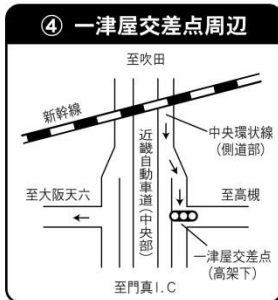 ④ 一津屋交差点周辺
至吹田
新幹線
中央環状線
(側道部)
近畿自動車道(中央部)
至大阪天六
至高槻
一津屋交差点
(高架下)
至門真I.C